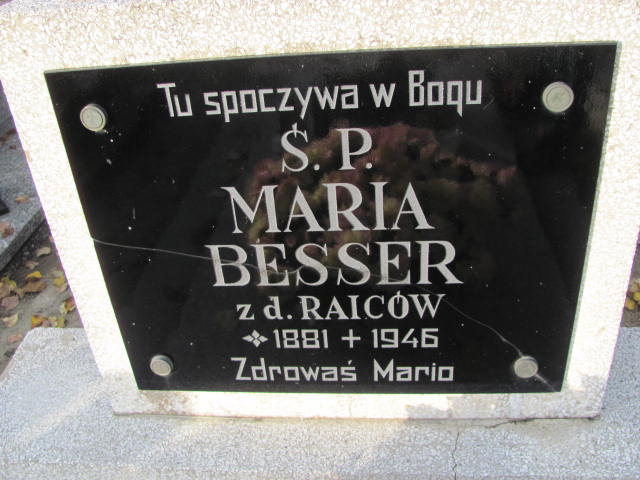 Tu spoczywa w Bogu
Ś. P.
MARIA
BESSER
z d. RAICÓW
1881 + 1946
Zdrowaś Mario